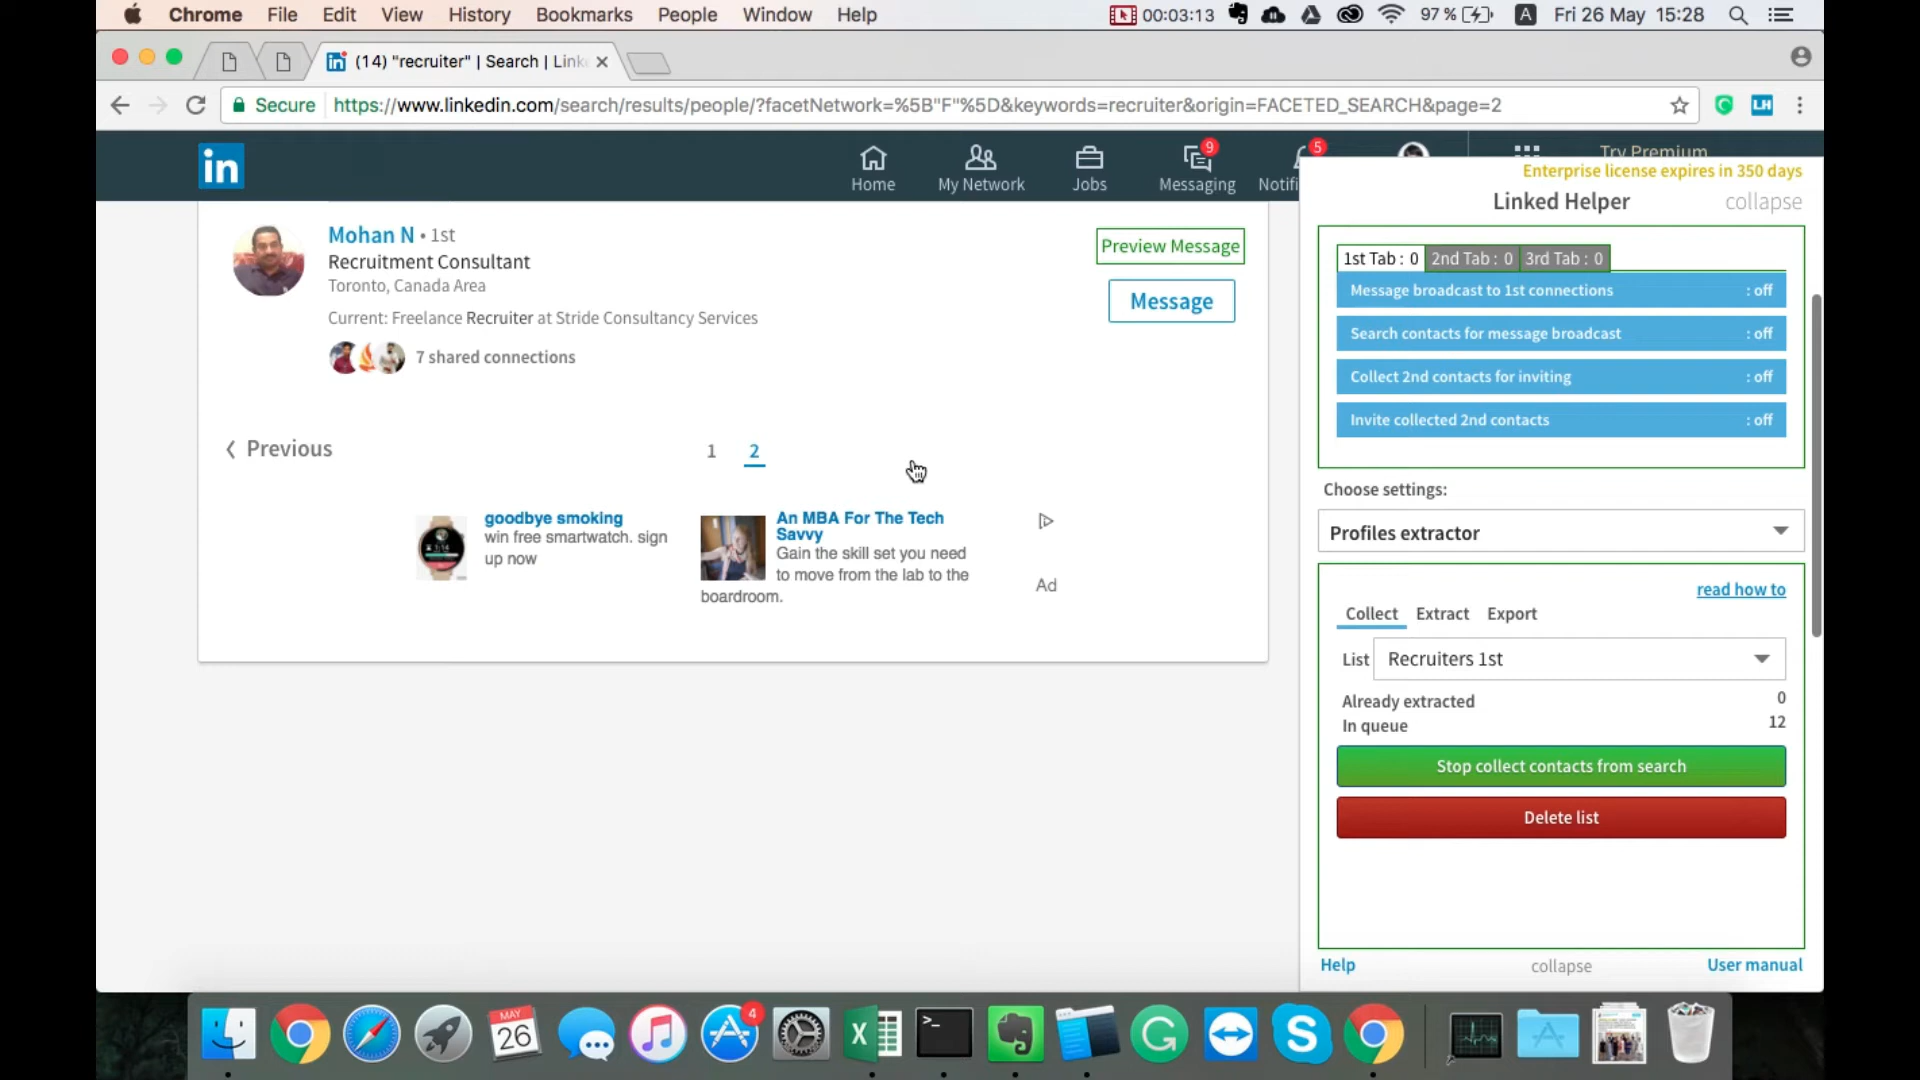 Chrome File Edit View History Bookmarks People Window Help 00:03:13 97% A Fri 26 May 15:28
(14) "recruiter" | Search | Link
Secure https://www.linkedin.com/search/results/people/?facetNetwork=%5B"F"%5D&keywords=recruiter&origin=FACETED_SEARCH&page=2 LH
in
9
5
Home My Network Jobs Messaging Notifi Try Premium
Enterprise license expires in 350 days
Linked Helper collapse
Mohan N • 1st
Recruitment Consultant
Toronto, Canada Area
Current: Freelance Recruiter at Stride Consultancy Services
7 shared connections
Preview Message
Message
Previous 1 2
goodbye smoking
win free smartwatch. sign
up now
An MBA For The Tech
Savvy
Gain the skill set you need
to move from the lab to the
boardroom.
Ad
1st Tab : 0 2nd Tab : 0 3rd Tab : 0
Message broadcast to 1st connections : off
Search contacts for message broadcast : off
Collect 2nd contacts for inviting : off
Invite collected 2nd contacts : off
Choose settings:
Profiles extractor
read how to
Collect Extract Export
List Recruiters 1st
Already extracted 0
In queue 12
Stop collect contacts from search
Delete list
Help collapse User manual
MAY
26
4